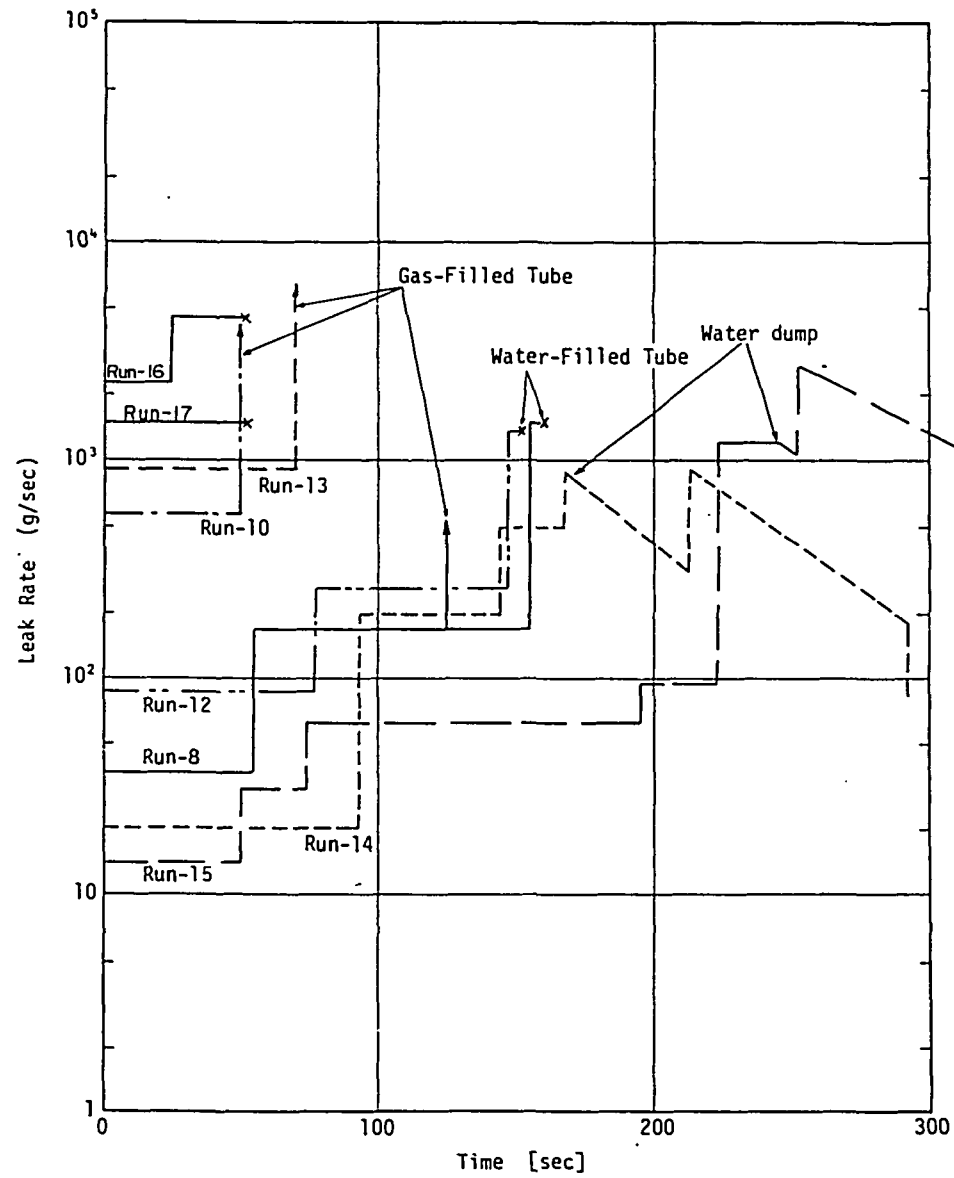 10⁵
10⁴
10³
10²
10
1
Leak Rate (g/sec)
Gas-Filled Tube
Water dump
Water-Filled Tube
Run-16
Run-17
Run-13
Run-10
Run-12
Run-8
Run-14
Run-15
0
100
200
300
Time [sec]